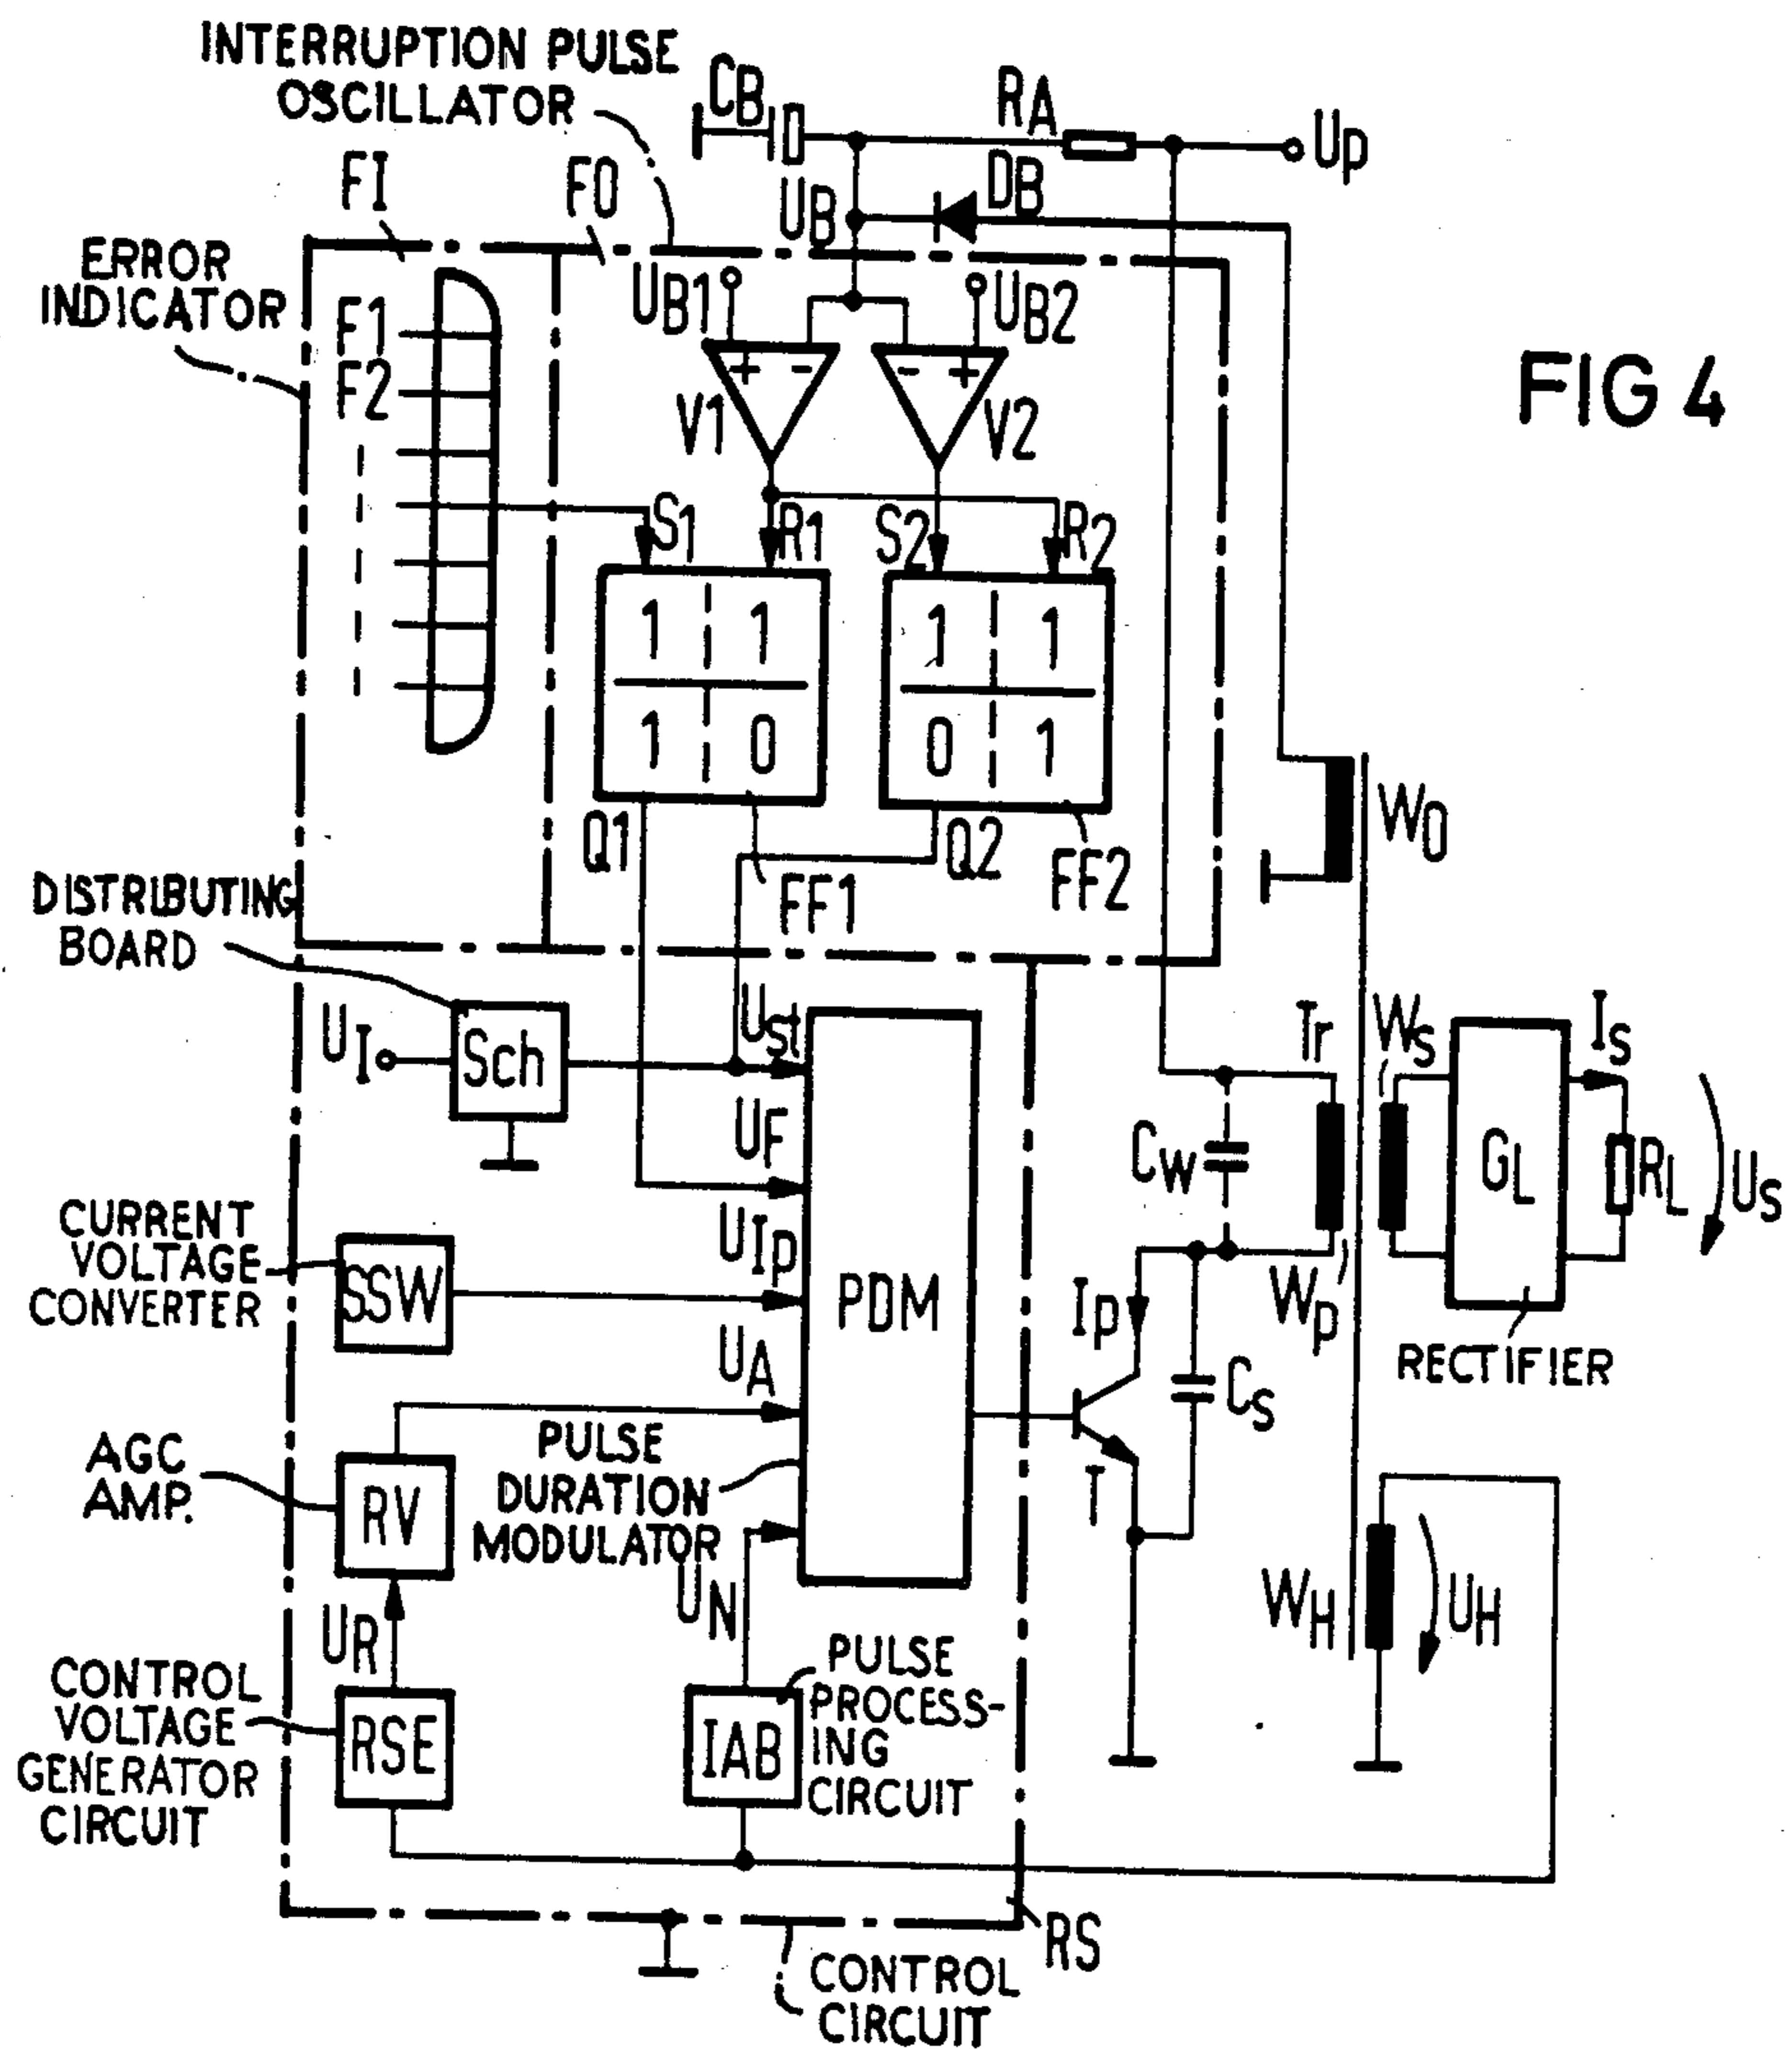 INTERRUPTION PULSE
OSCILLATOR
CB
RA
UP
FI
FO
UB
DB
ERROR
INDICATOR
F1
F2
UB1
UB2
+ -
- +
V1
V2
FIG 4
S1
R1
S2
R2
1 1
1 0
1 1
0 1
Q1
FF1
Q2
FF2
WO
DISTRIBUTING
BOARD
UI
Sch
Ust
UF
UIp
UA
UN
PDM
CURRENT
VOLTAGE
CONVERTER
SSW
Tr
WS
IS
CW
GL
RL
US
WP
IP
CS
RECTIFIER
AGC
AMP.
RV
PULSE
DURATION
MODULATOR
T
WH
UH
UR
CONTROL
VOLTAGE
GENERATOR
CIRCUIT
RSE
IAB
PULSE
PROCESS-
ING
CIRCUIT
RS
CONTROL
CIRCUIT